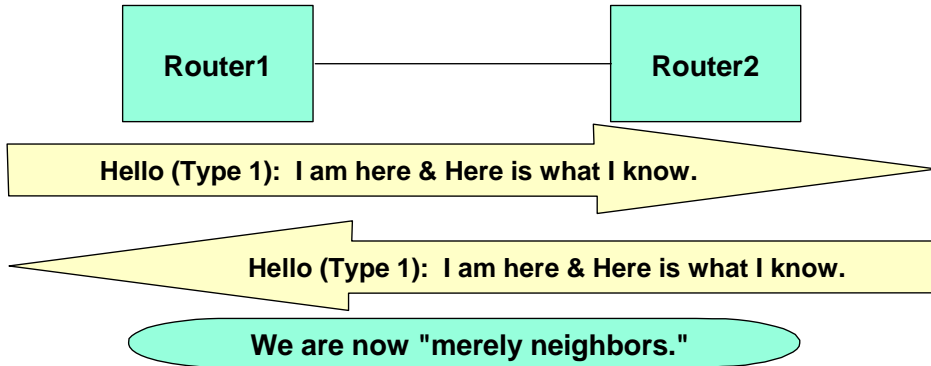 Router1
Router2
Hello (Type 1):  I am here & Here is what I know.
Hello (Type 1):  I am here & Here is what I know.
We are now "merely neighbors."